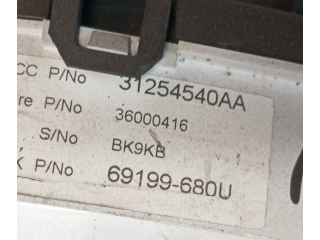 CC P/No 31254540AA
re P/No 36000416
S/No BK9KB
K P/No 69199-680U